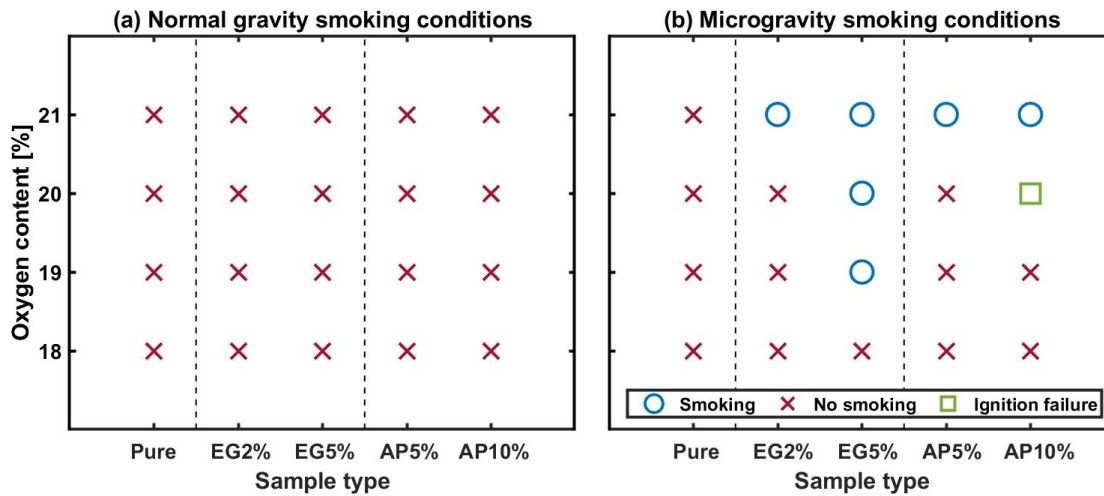 (a) Normal gravity smoking conditions
(b) Microgravity smoking conditions
Oxygen content [%]
21
20
19
18
Smoking
No smoking
Ignition failure
Pure EG2% EG5% AP5% AP10%
Pure EG2% EG5% AP5% AP10%
Sample type
Sample type